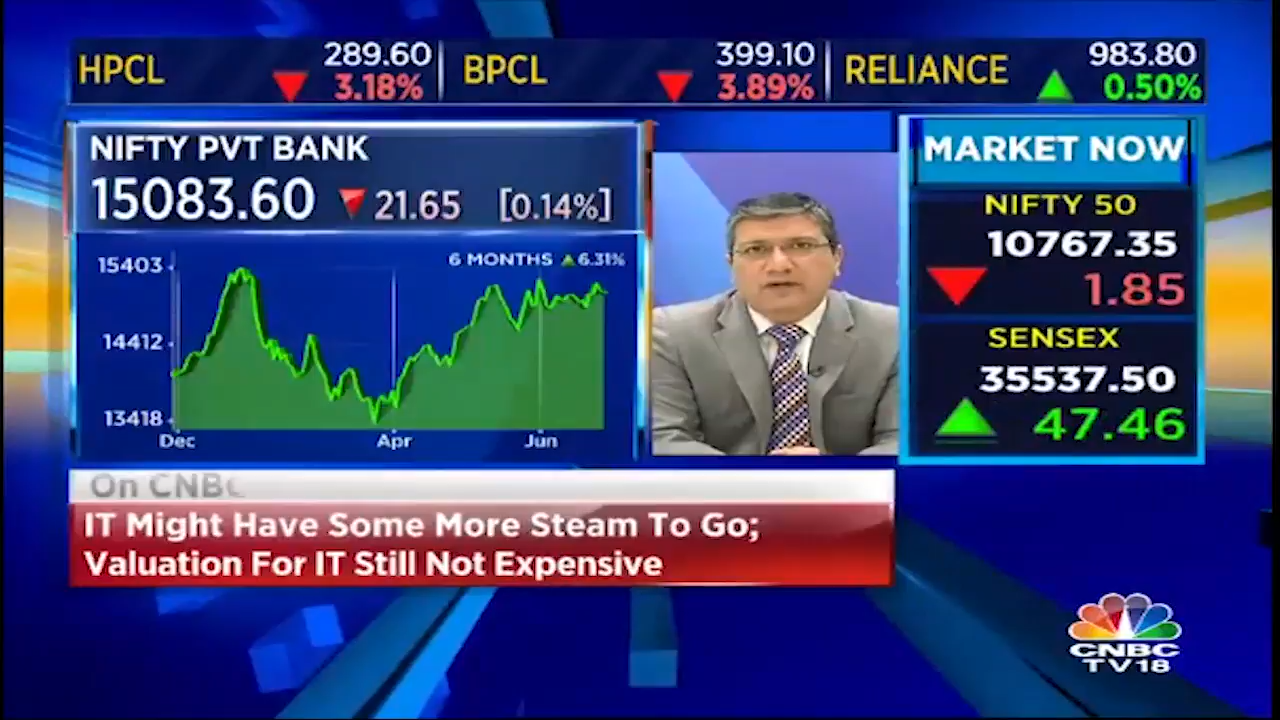 HPCL 289.60 3.18% BPCL 399.10 3.89% RELIANCE 983.80 0.50%
NIFTY PVT BANK
15083.60 21.65 [0.14%]
6 MONTHS 6.31%
15403
14412
13418
Dec Apr Jun
MARKET NOW
NIFTY 50
10767.35
1.85
SENSEX
35537.50
47.46
On CNBC
IT Might Have Some More Steam To Go;
Valuation For IT Still Not Expensive
CNBC
TV18